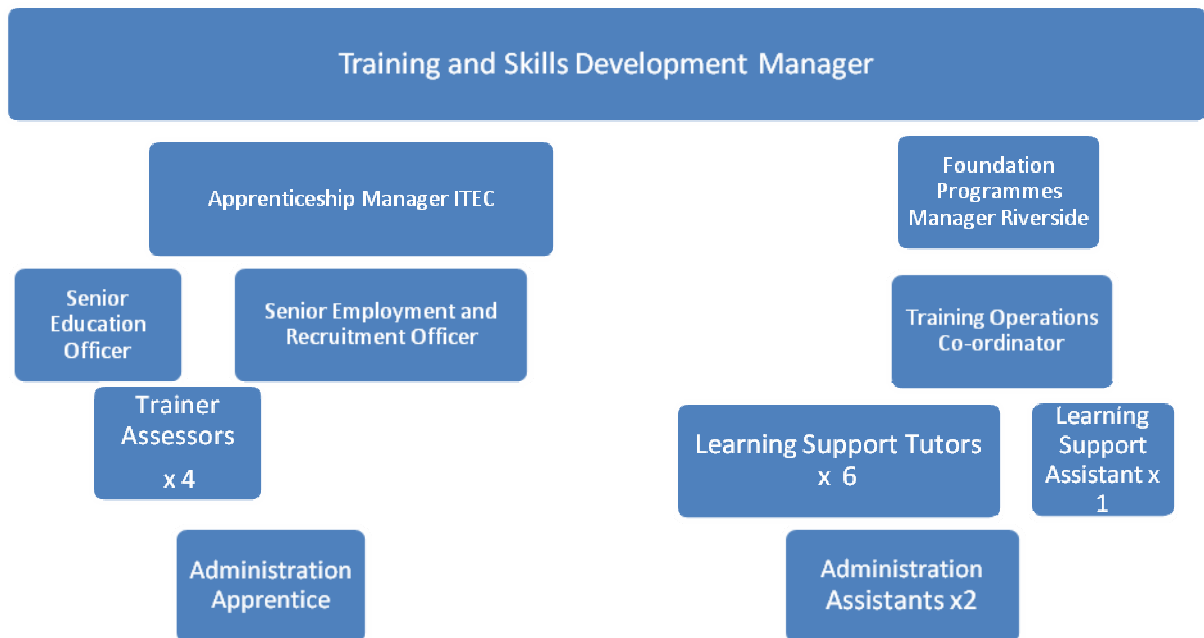 Training and Skills Development Manager
Apprenticeship Manager ITEC
Foundation
Programmes
Manager Riverside
Senior
Education
Officer
Senior Employment and
Recruitment Officer
Training Operations
Co-ordinator
Trainer
Assessors
x 4
Learning Support Tutors
x 6
Learning
Support
Assistant x
1
Administration
Apprentice
Administration
Assistants x2